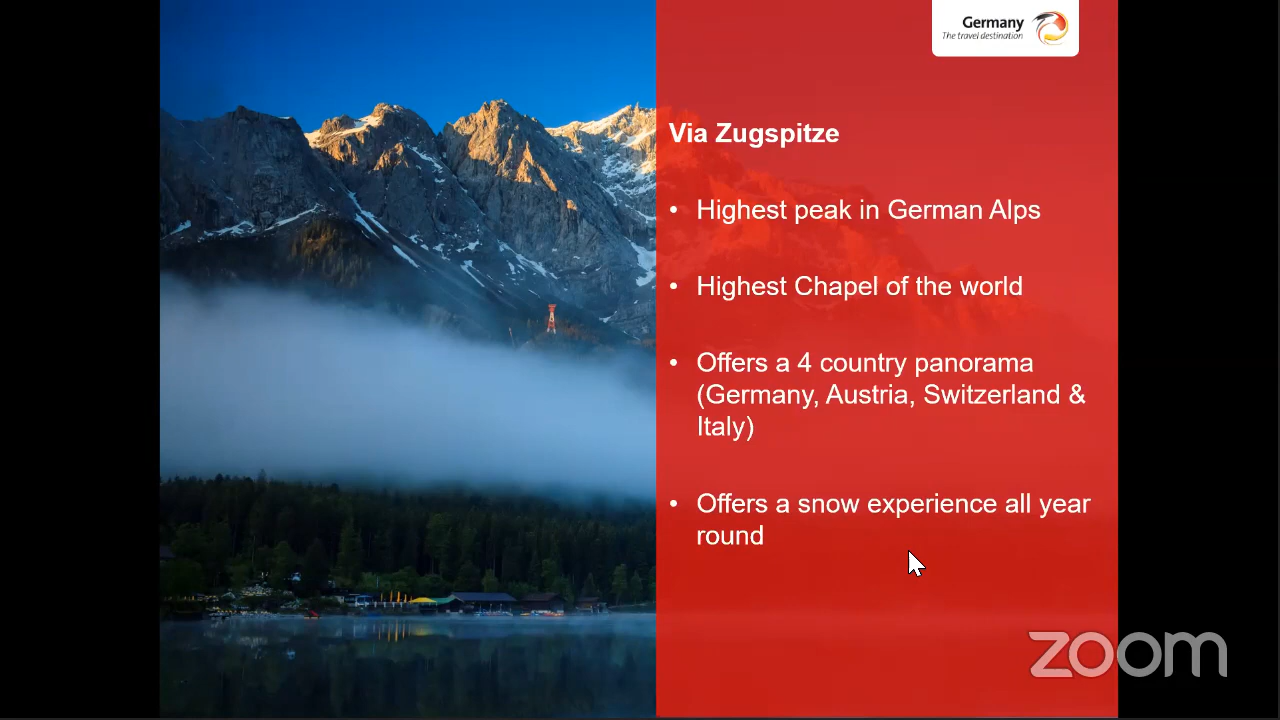 Germany
The travel destination
Via Zugspitze
• Highest peak in German Alps
• Highest Chapel of the world
• Offers a 4 country panorama
(Germany, Austria, Switzerland &
Italy)
• Offers a snow experience all year
round
zoom